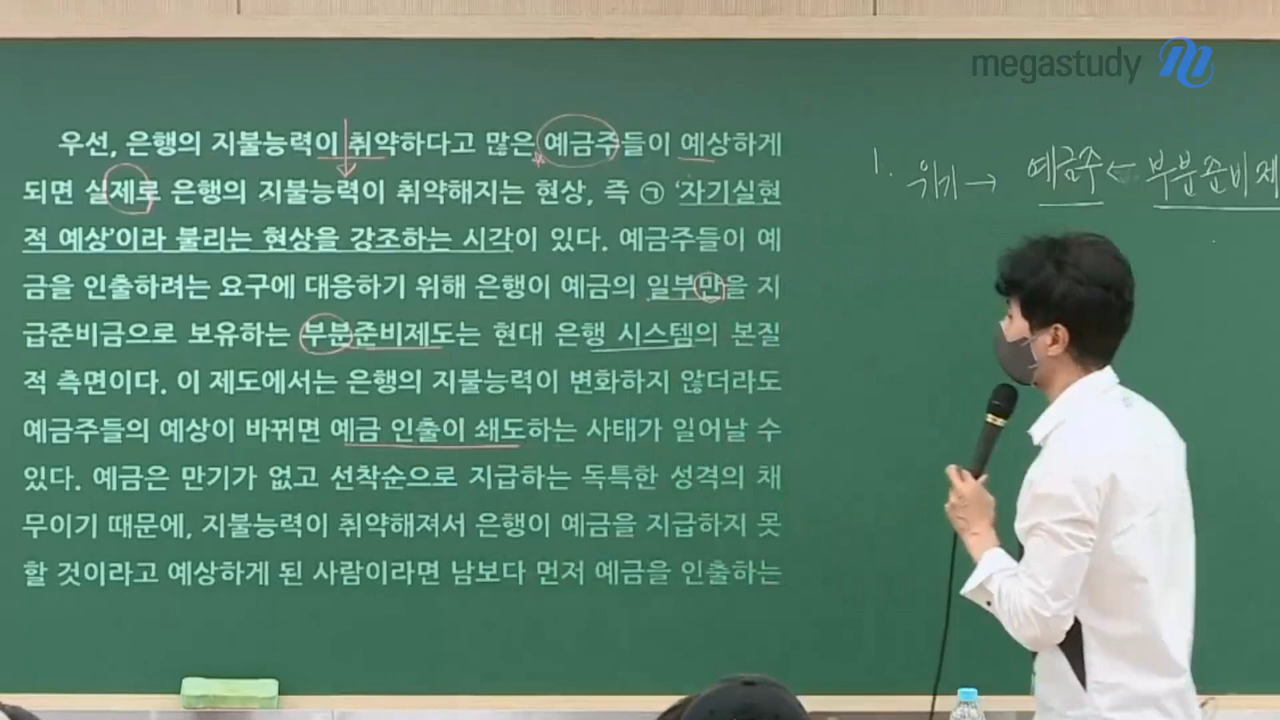 megastudy
우선, 은행의 지불능력이 취약하다고 많은 예금주들이 예상하게
되면 실제로 은행의 지불능력이 취약해지는 현상, 즉 ㉠ ‘자기실현
적 예상’이라 불리는 현상을 강조하는 시각이 있다. 예금주들이 예
금을 인출하려는 요구에 대응하기 위해 은행이 예금의 일부만을 지
급준비금으로 보유하는 부분준비제도는 현대 은행 시스템의 본질
적 측면이다. 이 제도에서는 은행의 지불능력이 변화하지 않더라도
예금주들의 예상이 바뀌면 예금 인출이 쇄도하는 사태가 일어날 수
있다. 예금은 만기가 없고 선착순으로 지급하는 독특한 성격의 채
무이기 때문에, 지불능력이 취약해져서 은행이 예금을 지급하지 못
할 것이라고 예상하게 된 사람이라면 남보다 먼저 예금을 인출하는
1. 위기 → 예금주 ← 부분준비제